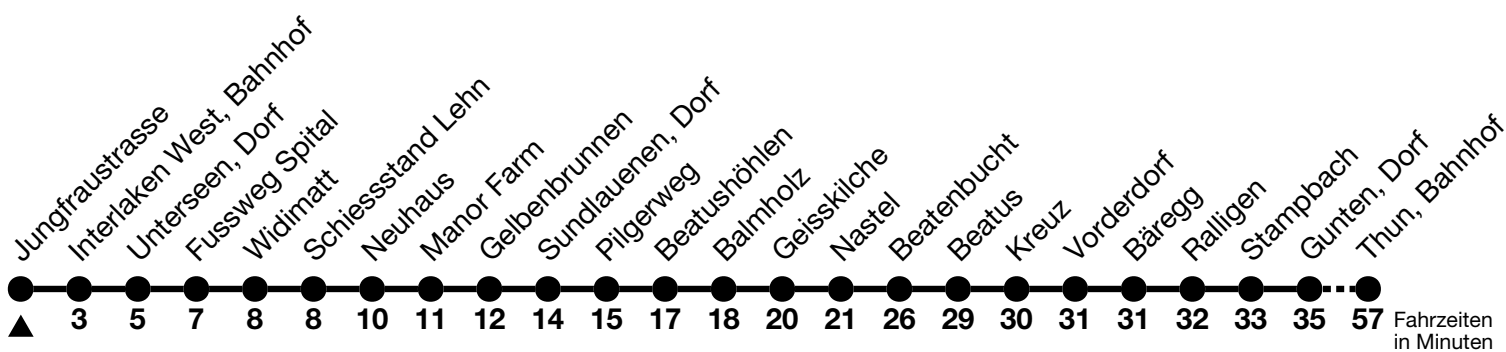 Jungfraustrasse
Interlaken West, Bahnhof
Unterseen, Dorf
Fussweg Spital
Widimatt
Schiessstand Lehn
Neuhaus
Manor Farm
Gelbenbrunnen
Sundlauenen, Dorf
Pilgerweg
Beatushöhlen
Balmholz
Geisskilche
Nastel
Beatenbucht
Beatus
Kreuz
Vorderdorf
Bäregg
Ralligen
Stampbach
Gunten, Dorf
Thun, Bahnhof
3 5 7 8 8 10 11 12 14 15 17 18 20 21 26 29 30 31 31 32 33 35 57 Fahrzeiten
in Minuten